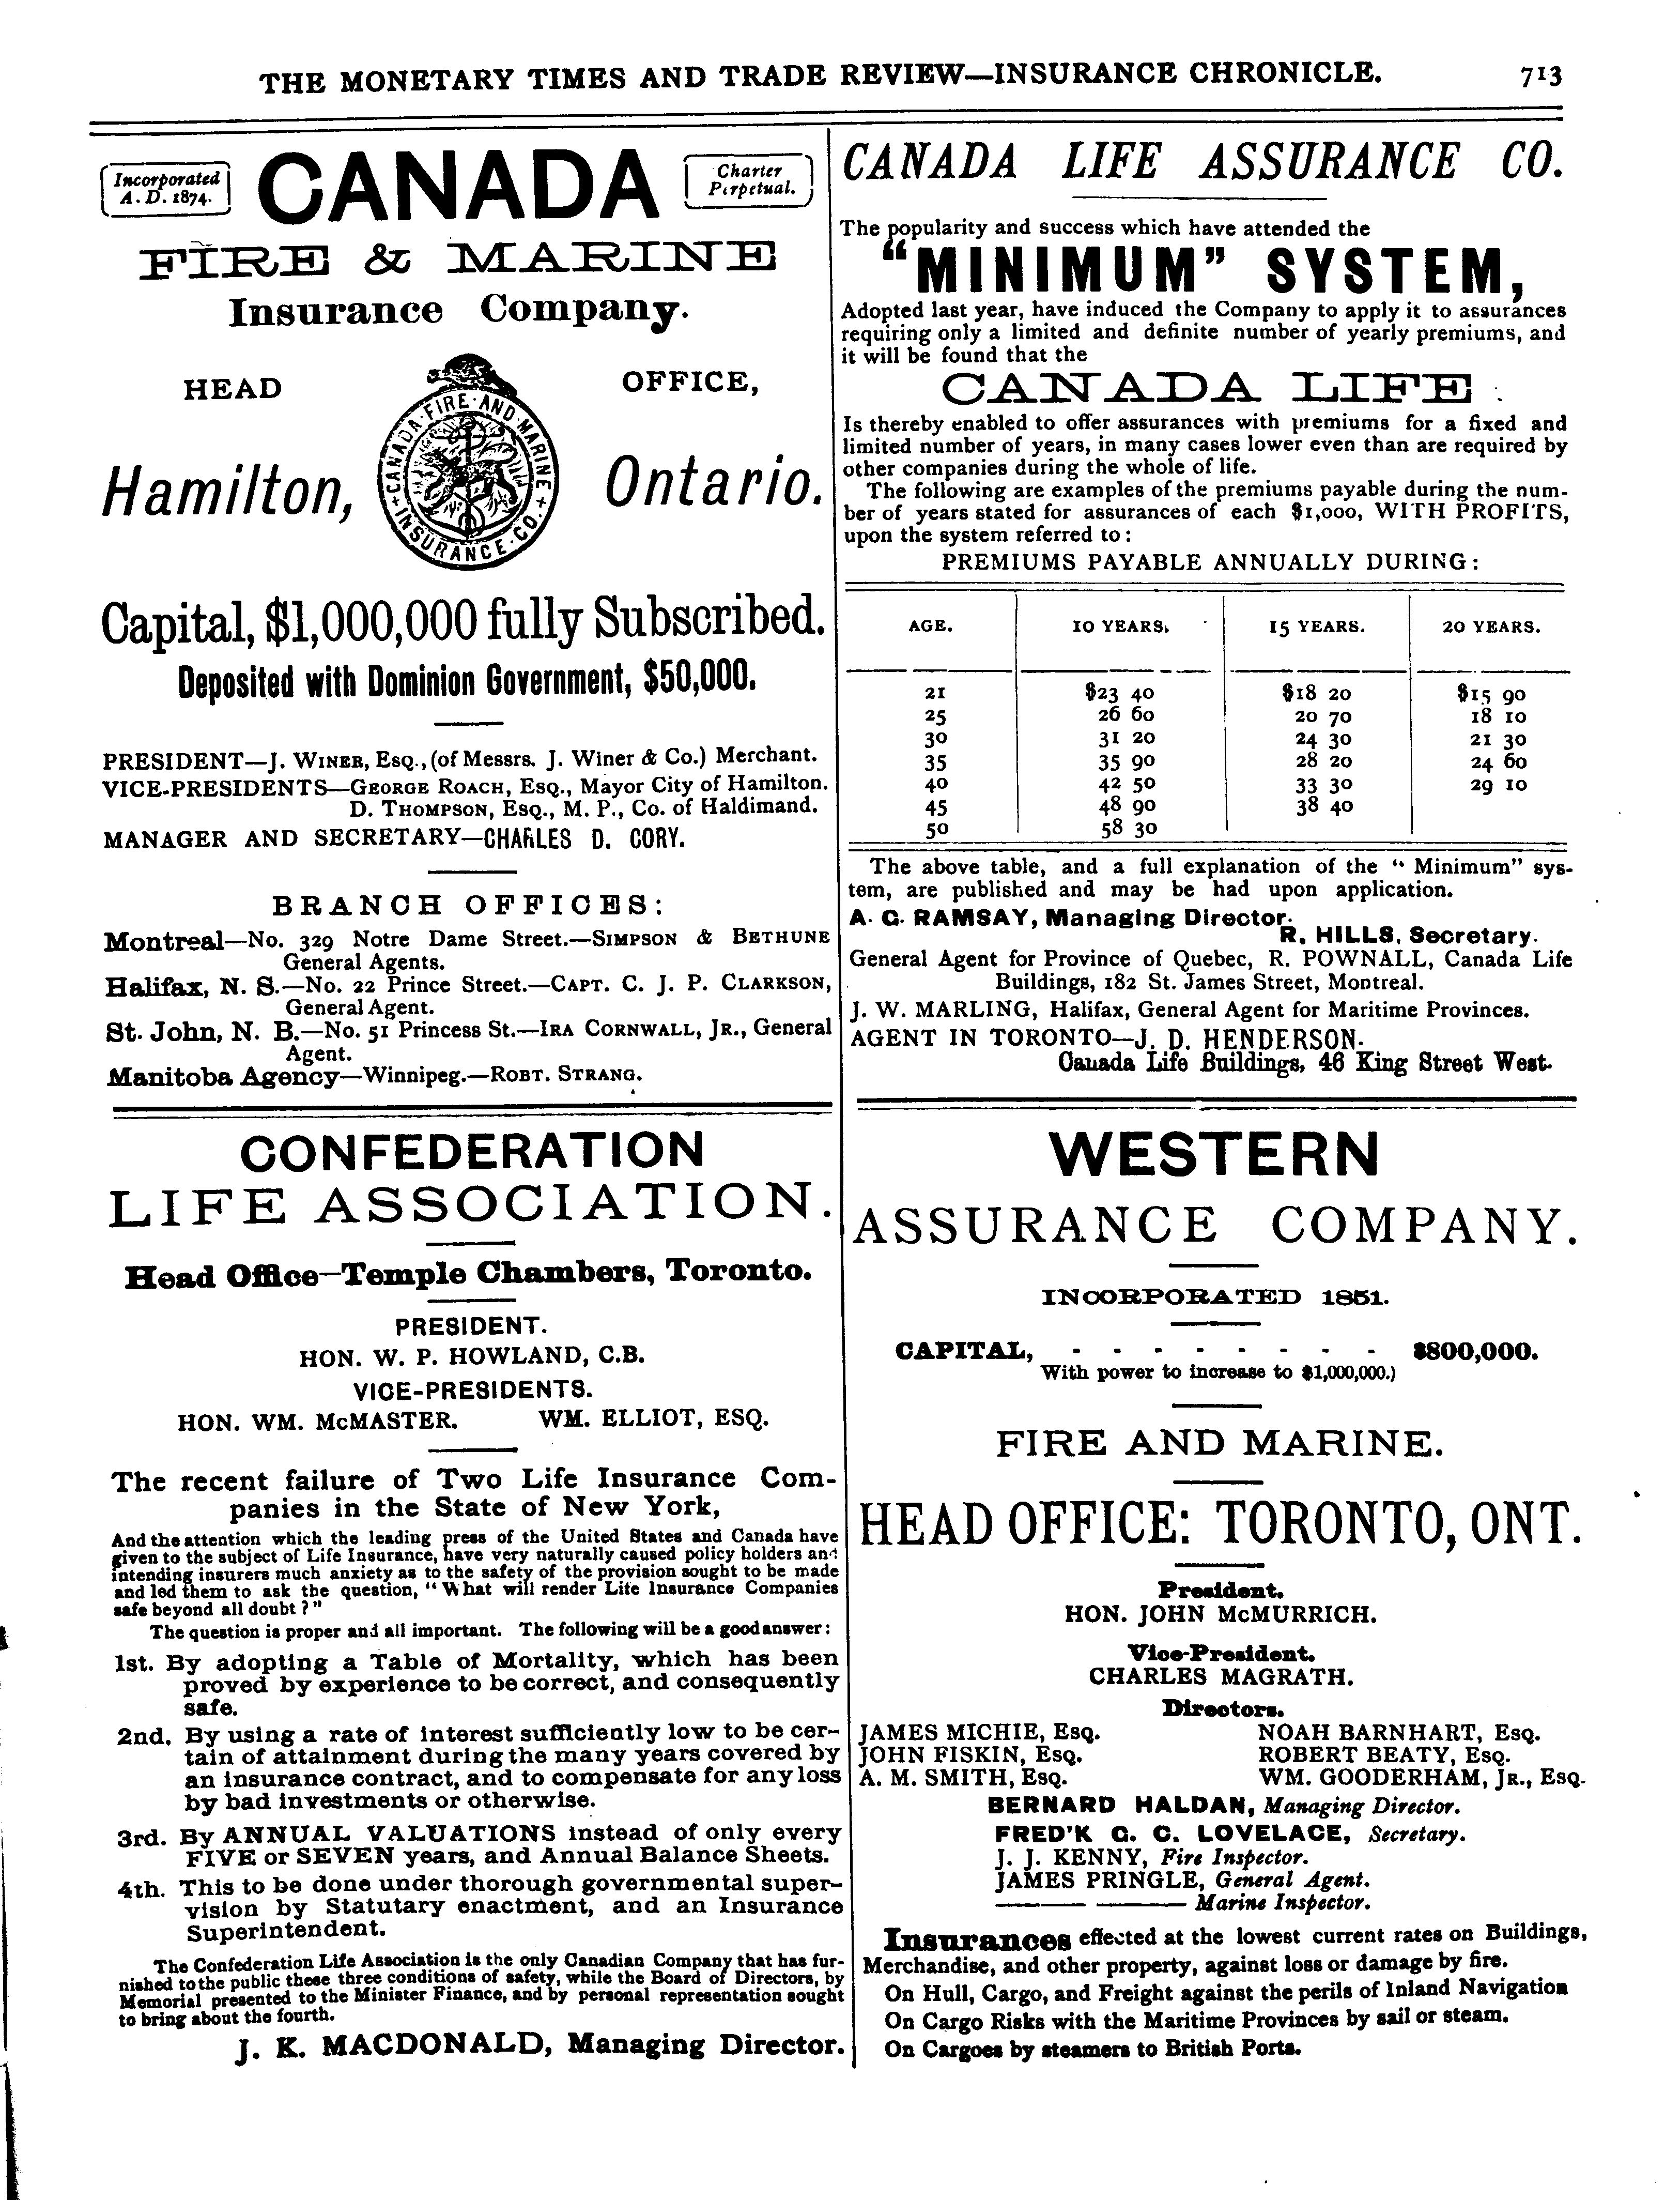 THE MONETARY TIMES AND TRADE REVIEW—INSURANCE CHRONICLE. 713
Incorporated
A. D. 1874.
CANADA
Charter
Perpetual.
FIRE & MARINE
Insurance Company.
HEAD OFFICE,
CANADA·FIRE·AND·MARINE
+INSURANCE·CO.+
Hamilton, Ontario.
Capital, $1,000,000 fully Subscribed.
Deposited with Dominion Government, $50,000.
PRESIDENT—J. WINER, ESQ., (of Messrs. J. Winer & Co.) Merchant.
VICE-PRESIDENTS—GEORGE ROACH, ESQ., Mayor City of Hamilton.
D. THOMPSON, ESQ., M. P., Co. of Haldimand.
MANAGER AND SECRETARY—CHARLES D. CORY.
BRANCH OFFICES:
Montreal—No. 329 Notre Dame Street.—SIMPSON & BETHUNE
General Agents.
Halifax, N. S.—No. 22 Prince Street.—CAPT. C. J. P. CLARKSON,
General Agent.
St. John, N. B.—No. 51 Princess St.—IRA CORNWALL, JR., General
Agent.
Manitoba Agency—Winnipeg.—ROBT. STRANG.
CONFEDERATION
LIFE ASSOCIATION.
Head Office—Temple Chambers, Toronto.
PRESIDENT.
HON. W. P. HOWLAND, C.B.
VICE-PRESIDENTS.
HON. WM. McMASTER. WM. ELLIOT, ESQ.
The recent failure of Two Life Insurance Com-
panies in the State of New York,
And the attention which the leading press of the United States and Canada have
given to the subject of Life Insurance, have very naturally caused policy holders and
intending insurers much anxiety as to the safety of the provision sought to be made
and led them to ask the question, "What will render Life Insurance Companies
safe beyond all doubt?"
The question is proper and all important. The following will be a good answer:
1st. By adopting a Table of Mortality, which has been
proved by experience to be correct, and consequently
safe.
2nd. By using a rate of interest sufficiently low to be cer-
tain of attainment during the many years covered by
an insurance contract, and to compensate for any loss
by bad investments or otherwise.
3rd. By ANNUAL VALUATIONS instead of only every
FIVE or SEVEN years, and Annual Balance Sheets.
4th. This to be done under thorough governmental super-
vision by Statutary enactment, and an Insurance
Superintendent.
The Confederation Life Association is the only Canadian Company that has fur-
nished to the public these three conditions of safety, while the Board of Directors, by
Memorial presented to the Minister Finance, and by personal representation sought
to bring about the fourth.
J. K. MACDONALD, Managing Director.
CANADA LIFE ASSURANCE CO.
The popularity and success which have attended the
"MINIMUM" SYSTEM,
Adopted last year, have induced the Company to apply it to assurances
requiring only a limited and definite number of yearly premiums, and
it will be found that the
CANADA LIFE
Is thereby enabled to offer assurances with premiums for a fixed and
limited number of years, in many cases lower even than are required by
other companies during the whole of life.
The following are examples of the premiums payable during the num-
ber of years stated for assurances of each $1,000, WITH PROFITS,
upon the system referred to:
PREMIUMS PAYABLE ANNUALLY DURING:
AGE. 10 YEARS. 15 YEARS. 20 YEARS.
21 $23 40 $18 20 $15 90
25 26 60 20 70 18 10
30 31 20 24 30 21 30
35 35 90 28 20 24 60
40 42 50 33 30 29 10
45 48 90 38 40
50 58 30
The above table, and a full explanation of the "Minimum" sys-
tem, are published and may be had upon application.
A. G. RAMSAY, Managing Director.
R. HILLS, Secretary.
General Agent for Province of Quebec, R. POWNALL, Canada Life
Buildings, 182 St. James Street, Montreal.
J. W. MARLING, Halifax, General Agent for Maritime Provinces.
AGENT IN TORONTO—J. D. HENDERSON.
Canada Life Buildings, 46 King Street West.
WESTERN
ASSURANCE COMPANY.
INCORPORATED 1851.
CAPITAL, - - - - - - - - $800,000.
With power to increase to $1,000,000.)
FIRE AND MARINE.
HEAD OFFICE: TORONTO, ONT.
President.
HON. JOHN McMURRICH.
Vice-President.
CHARLES MAGRATH.
Directors.
JAMES MICHIE, ESQ. NOAH BARNHART, ESQ.
JOHN FISKIN, ESQ. ROBERT BEATY, ESQ.
A. M. SMITH, ESQ. WM. GOODERHAM, JR., ESQ.
BERNARD HALDAN, Managing Director.
FRED'K G. C. LOVELACE, Secretary.
J. J. KENNY, Fire Inspector.
JAMES PRINGLE, General Agent.
——— ——— Marine Inspector.
Insurances effected at the lowest current rates on Buildings,
Merchandise, and other property, against loss or damage by fire.
On Hull, Cargo, and Freight against the perils of Inland Navigation
On Cargo Risks with the Maritime Provinces by sail or steam.
On Cargoes by steamers to British Ports.